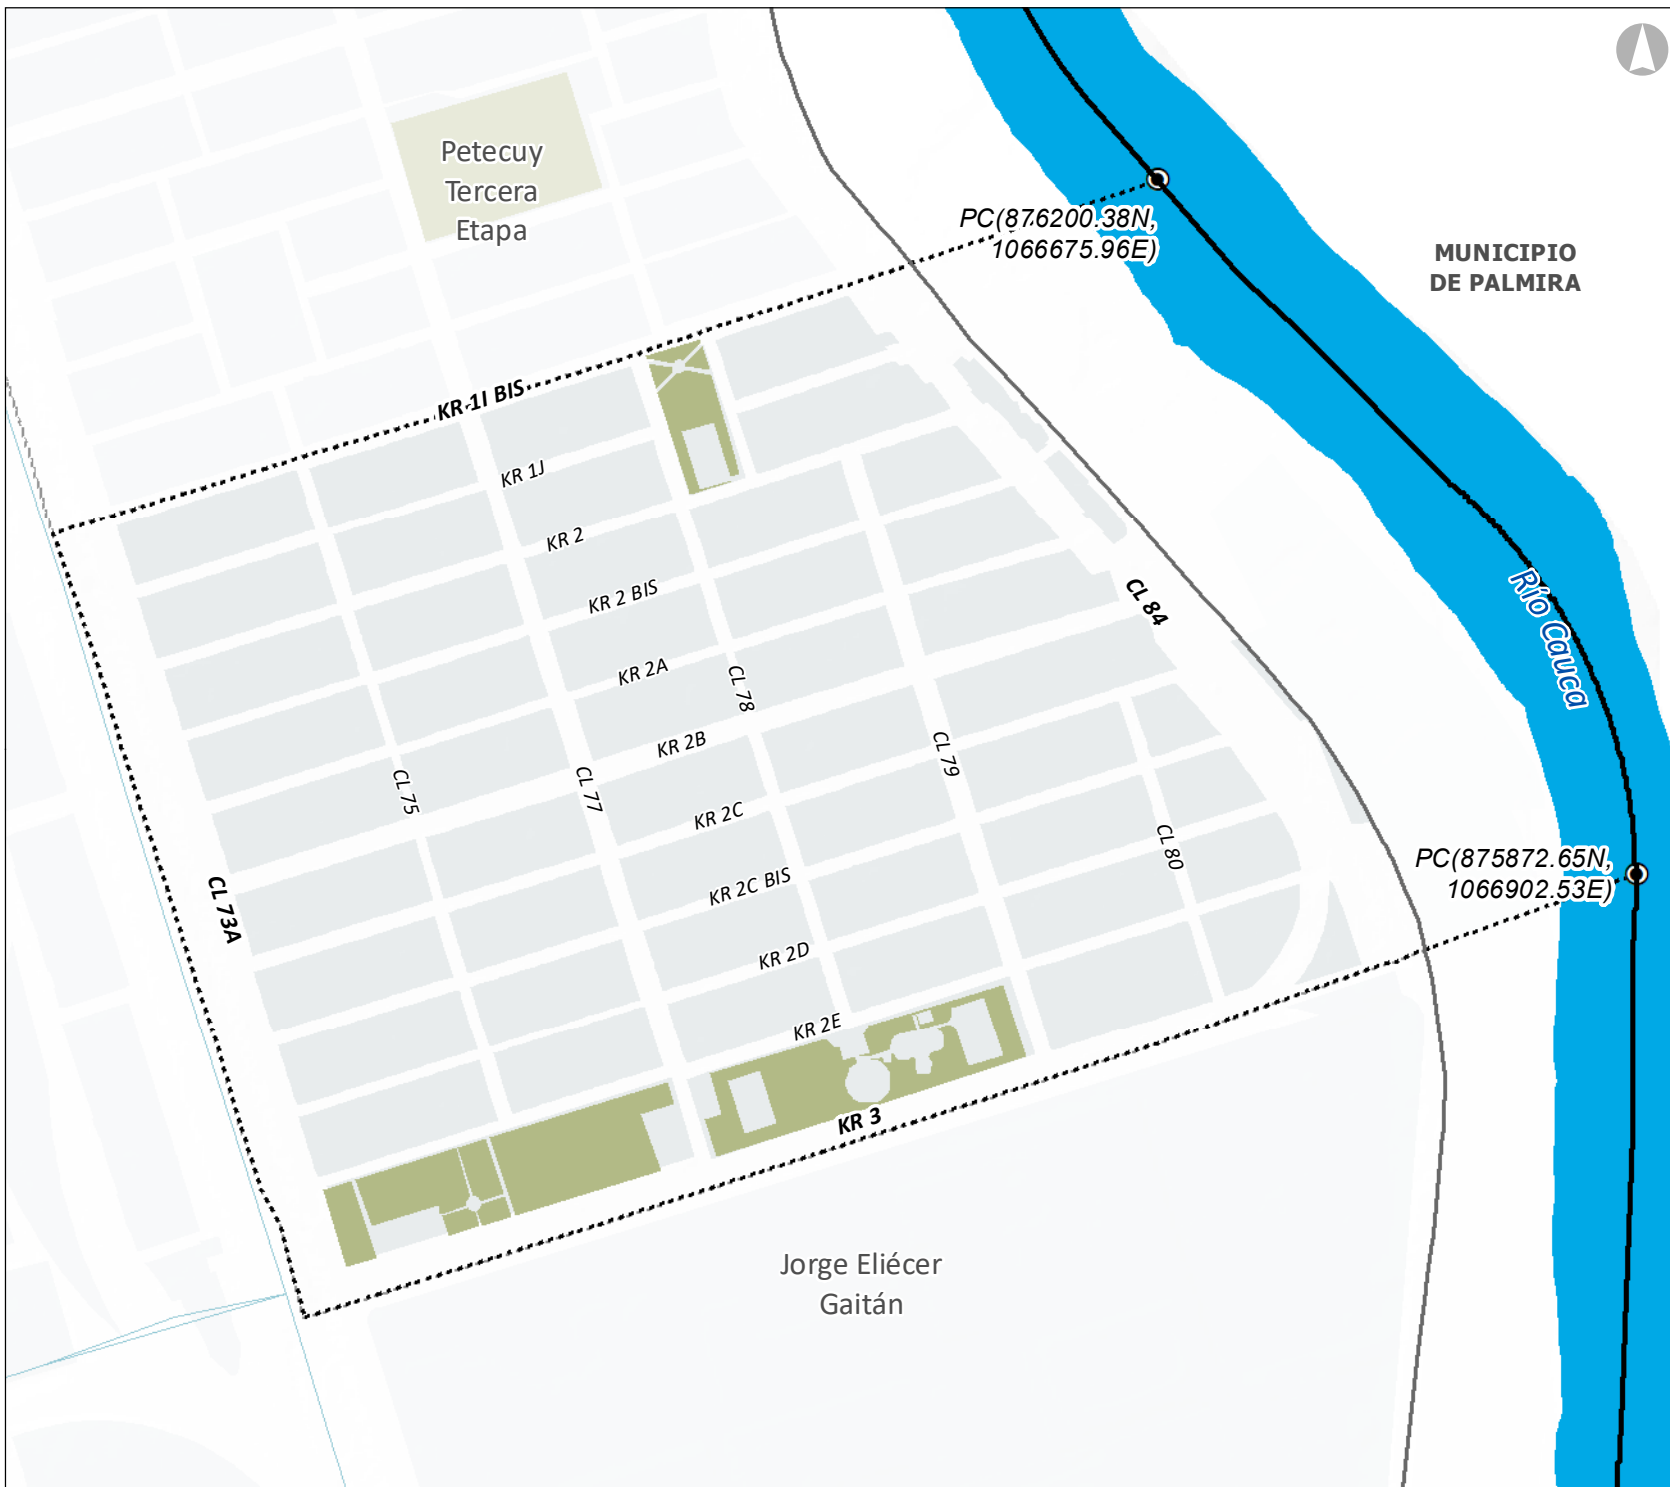 Petecuy
Tercera
Etapa
PC(876200.38N,
1066675.96E)
MUNICIPIO
DE PALMIRA
KR 1I BIS
KR 1J
KR 2
KR 2 BIS
CL 84
Río Cauca
KR 2A
CL 78
KR 2B
CL 79
CL 75
CL 77
KR 2C
CL 80
PC(875872.65N,
1066902.53E)
KR 2C BIS
CL 73A
KR 2D
KR 2E
KR 3
Jorge Eliécer
Gaitán